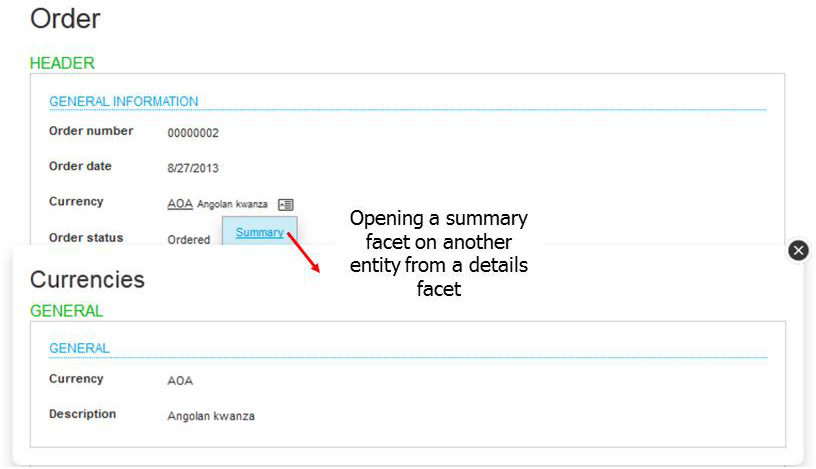 Order
HEADER
GENERAL INFORMATION
Order number 00000002
Order date 8/27/2013
Currency AOA Angolan kwanza
Order status Ordered
Summary
Opening a summary
facet on another
entity from a details
facet
Currencies
GENERAL
GENERAL
Currency AOA
Description Angolan kwanza